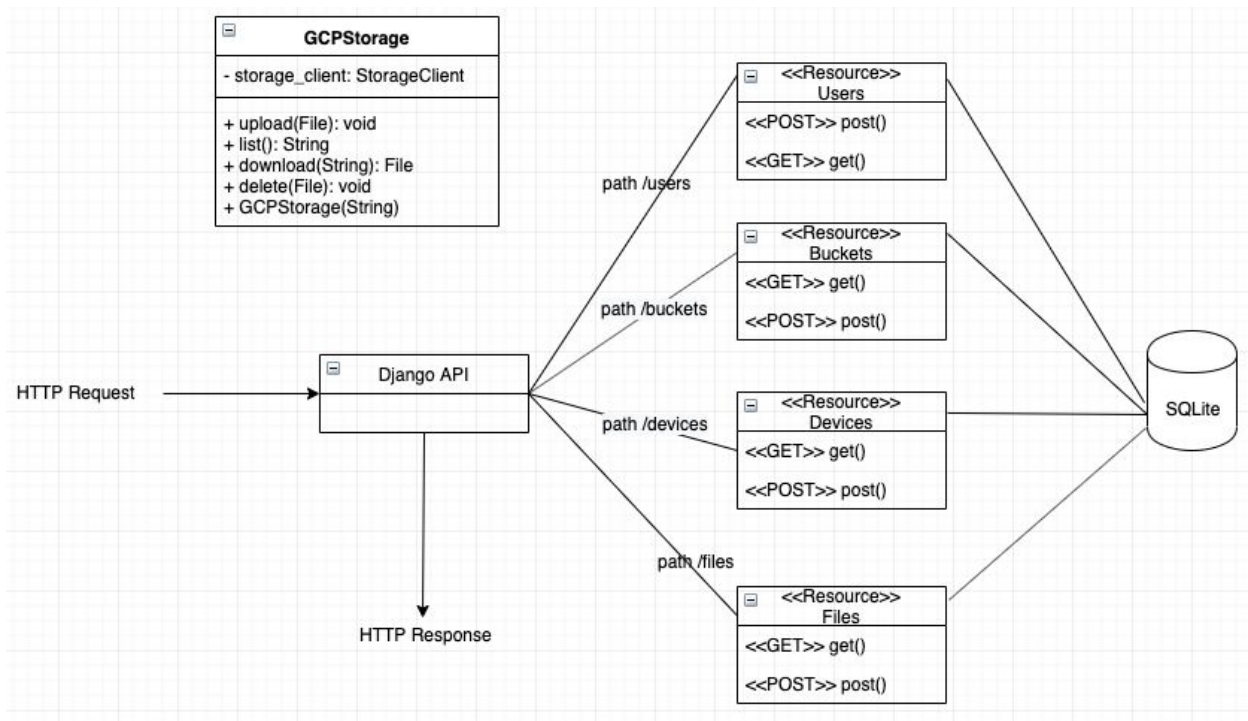 GCPStorage
- storage_client: StorageClient
+ upload(File): void
+ list(): String
+ download(String): File
+ delete(File): void
+ GCPStorage(String)
<<Resource>>
Users
<<POST>> post()
<<GET>> get()
path /users
<<Resource>>
Buckets
<<GET>> get()
<<POST>> post()
path /buckets
HTTP Request
Django API
path /devices
<<Resource>>
Devices
<<GET>> get()
<<POST>> post()
SQLite
path /files
<<Resource>>
Files
<<GET>> get()
<<POST>> post()
HTTP Response